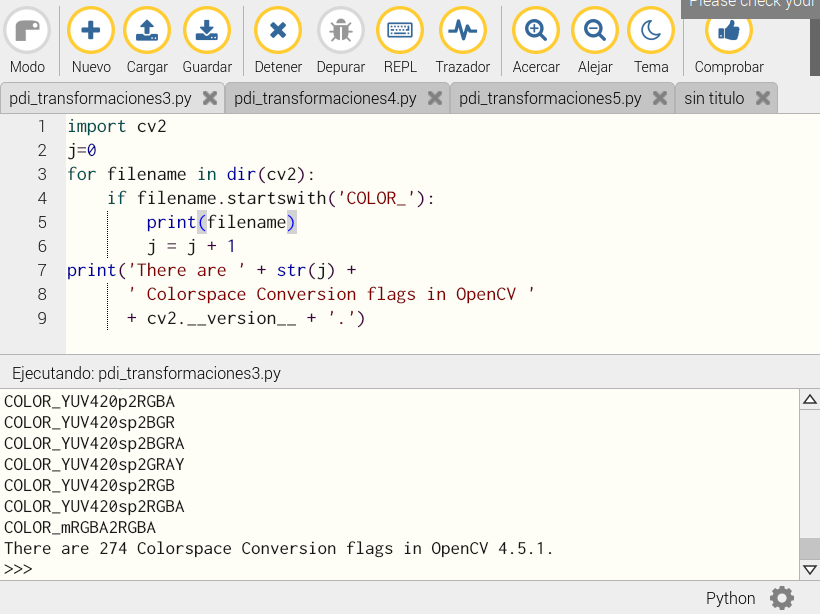 Please check your
Modo Nuevo Cargar Guardar Detener Depurar REPL Trazador Acercar Alejar Tema Comprobar
pdi_transformaciones3.py pdi_transformaciones4.py pdi_transformaciones5.py sin titulo
1 import cv2
2 j=0
3 for filename in dir(cv2):
4 if filename.startswith('COLOR_'):
5 print(filename)
6 j = j + 1
7 print('There are ' + str(j) +
8 ' Colorspace Conversion flags in OpenCV '
9 + cv2.__version__ + '.')
Ejecutando: pdi_transformaciones3.py
COLOR_YUV420p2RGBA
COLOR_YUV420sp2BGR
COLOR_YUV420sp2BGRA
COLOR_YUV420sp2GRAY
COLOR_YUV420sp2RGB
COLOR_YUV420sp2RGBA
COLOR_mRGBA2RGBA
There are 274 Colorspace Conversion flags in OpenCV 4.5.1.
>>>
Python